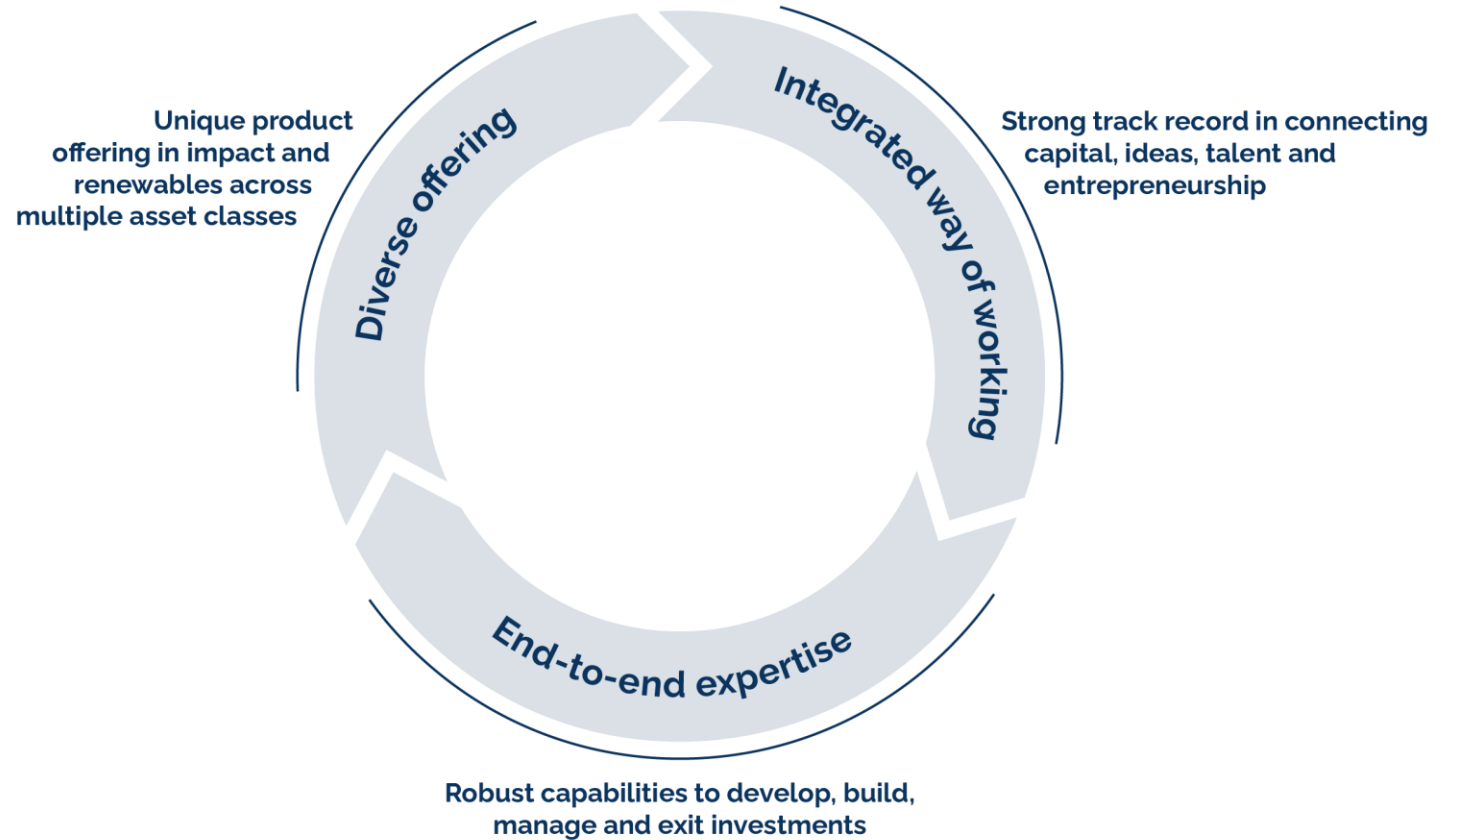 Unique product
offering in impact and
renewables across
multiple asset classes
Diverse offering
Integrated way of working
Strong track record in connecting
capital, ideas, talent and
entrepreneurship
End-to-end expertise
Robust capabilities to develop, build,
manage and exit investments